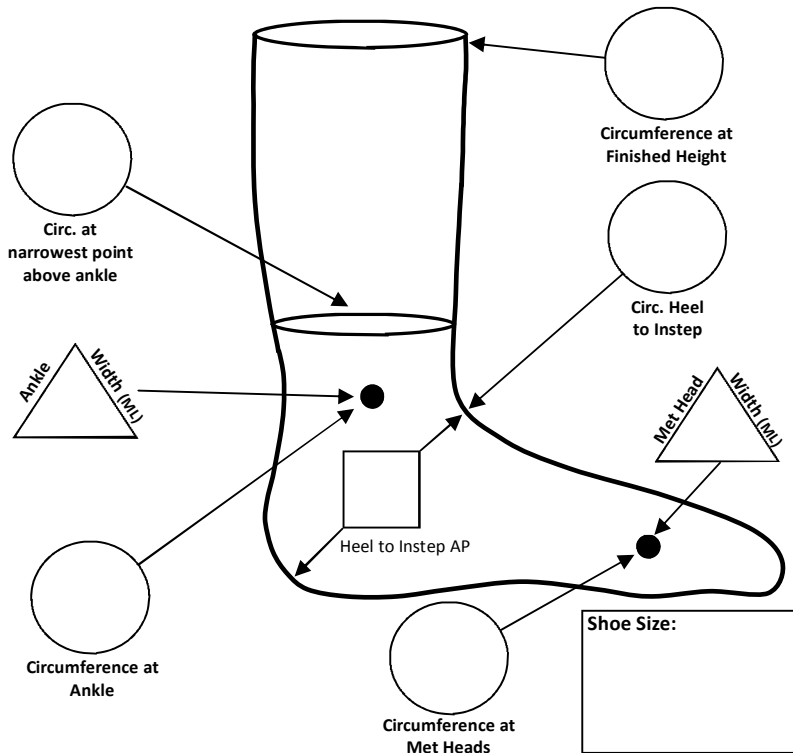 Circumference at
Finished Height
Circ. at
narrowest point
above ankle
Circ. Heel
to Instep
Ankle
Width (ML)
Met Head
Width (ML)
Heel to Instep AP
Shoe Size:
Circumference at
Ankle
Circumference at
Met Heads